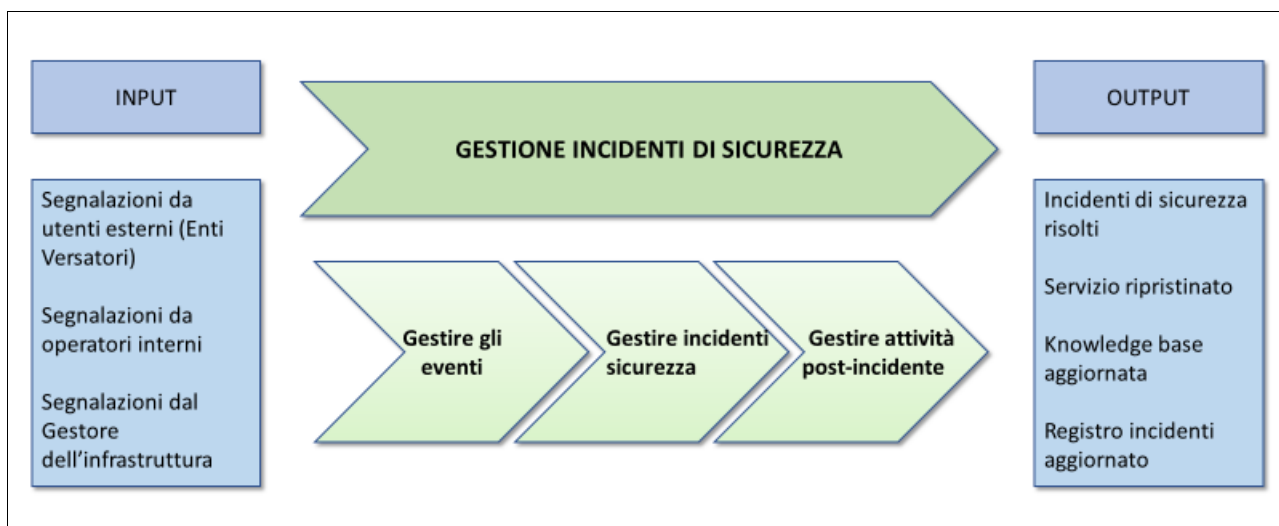 INPUT
GESTIONE INCIDENTI DI SICUREZZA
OUTPUT
Segnalazioni da
utenti esterni (Enti
Versatori)
Segnalazioni da
operatori interni
Segnalazioni dal
Gestore
dell'infrastruttura
Gestire gli
eventi
Gestire incidenti
sicurezza
Gestire attività
post-incidente
Incidenti di sicurezza
risolti
Servizio ripristinato
Knowledge base
aggiornata
Registro incidenti
aggiornato